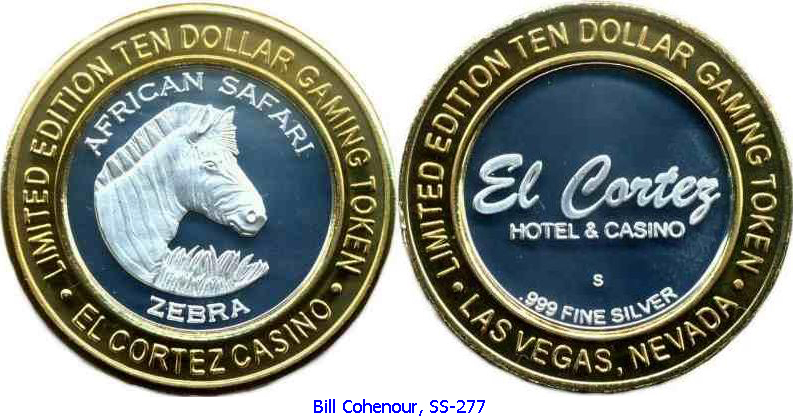 LIMITED EDITION TEN DOLLAR GAMING TOKEN
AFRICAN SAFARI
ZEBRA
• EL CORTEZ CASINO •
LIMITED EDITION TEN DOLLAR GAMING TOKEN
El Cortez
HOTEL & CASINO
S
.999 FINE SILVER
• LAS VEGAS, NEVADA •
Bill Cohenour, SS-277